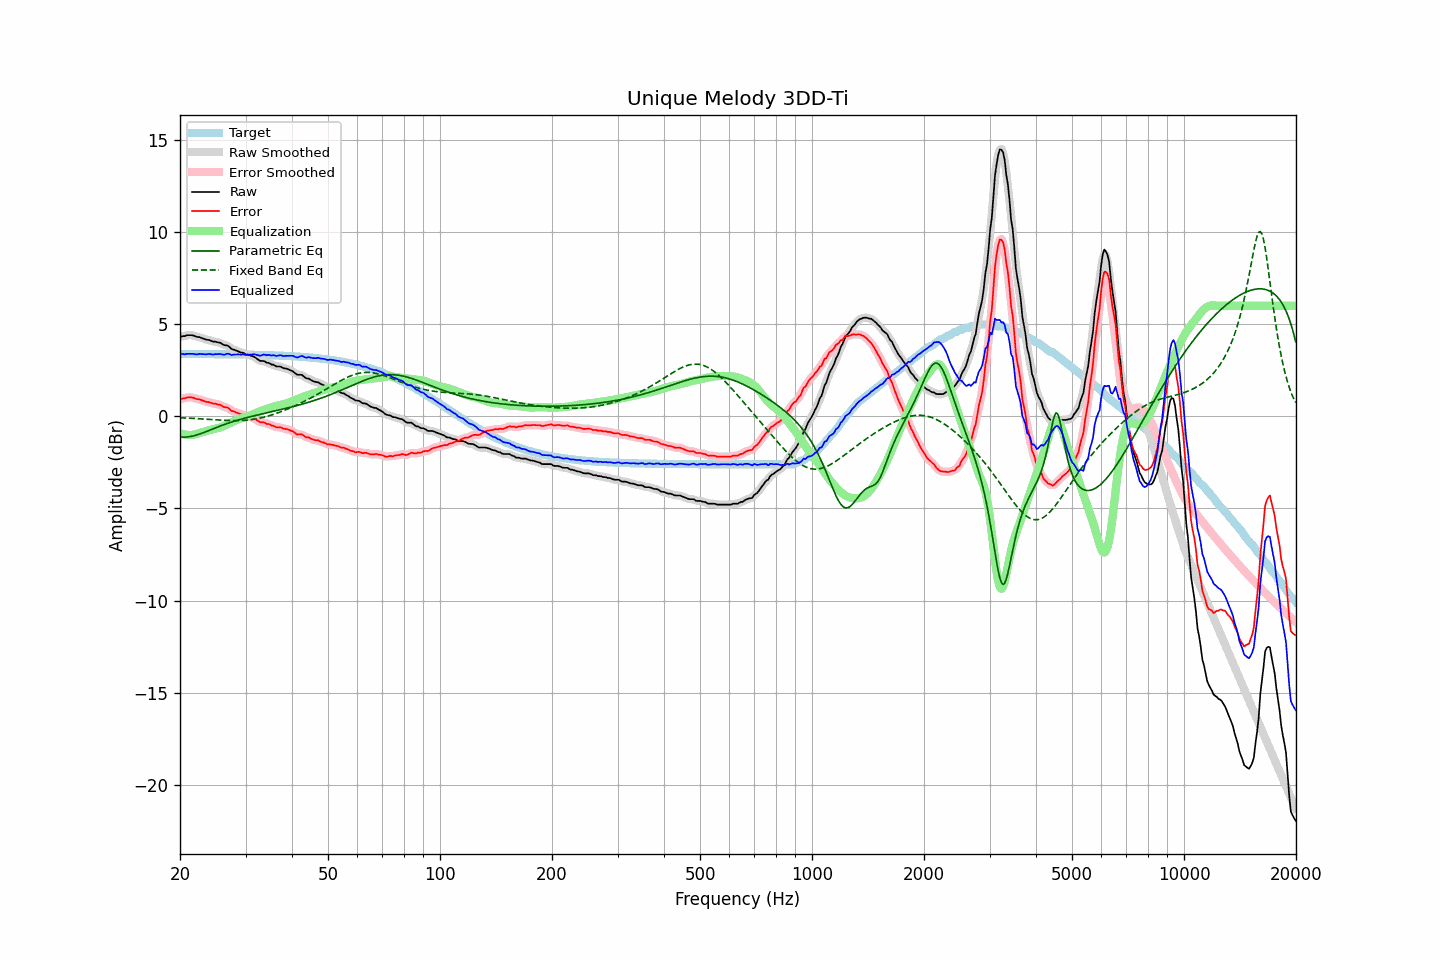 Unique Melody 3DD-Ti
Target
Raw Smoothed
Error Smoothed
Raw
Error
Equalization
Parametric Eq
Fixed Band Eq
Equalized
15
10
5
0
−5
−10
−15
−20
Amplitude (dBr)
20 50 100 200 500 1000 2000 5000 10000 20000
Frequency (Hz)